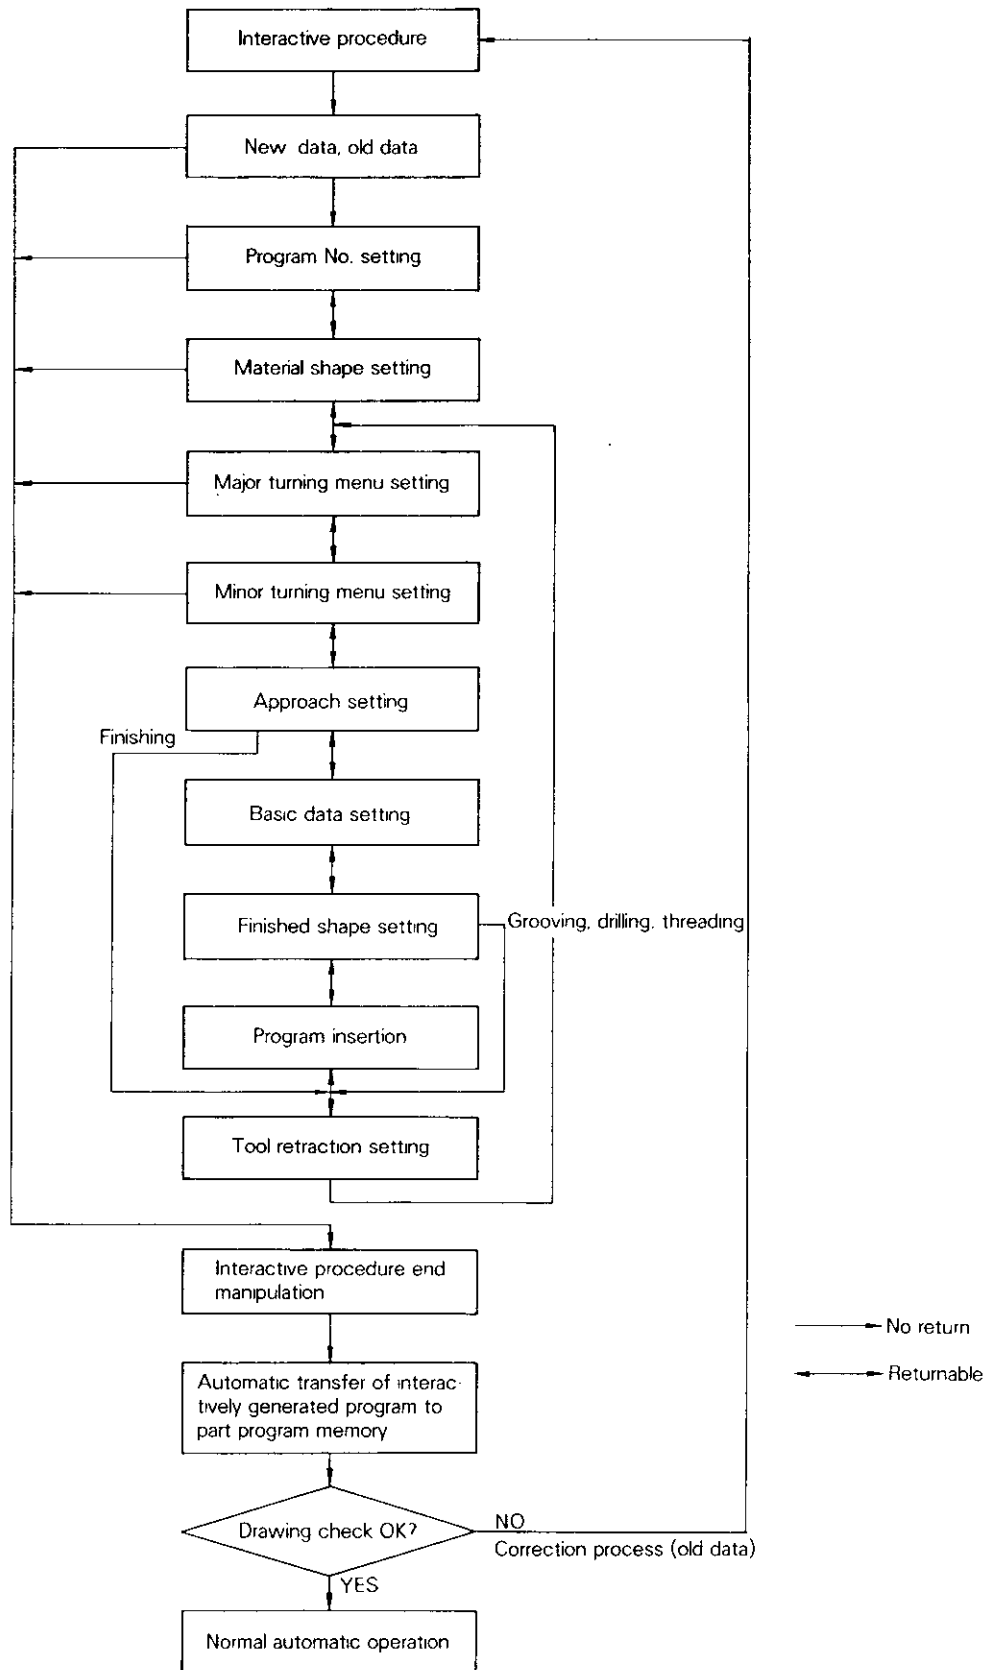 Interactive procedure
New data, old data
Program No. setting
Material shape setting
Major turning menu setting
Minor turning menu setting
Approach setting
Finishing
Basic data setting
Finished shape setting
Grooving, drilling, threading
Program insertion
Tool retraction setting
Interactive procedure end
manipulation
No return
Returnable
Automatic transfer of interac-
tively generated program to
part program memory
Drawing check OK?
NO
Correction process (old data)
YES
Normal automatic operation